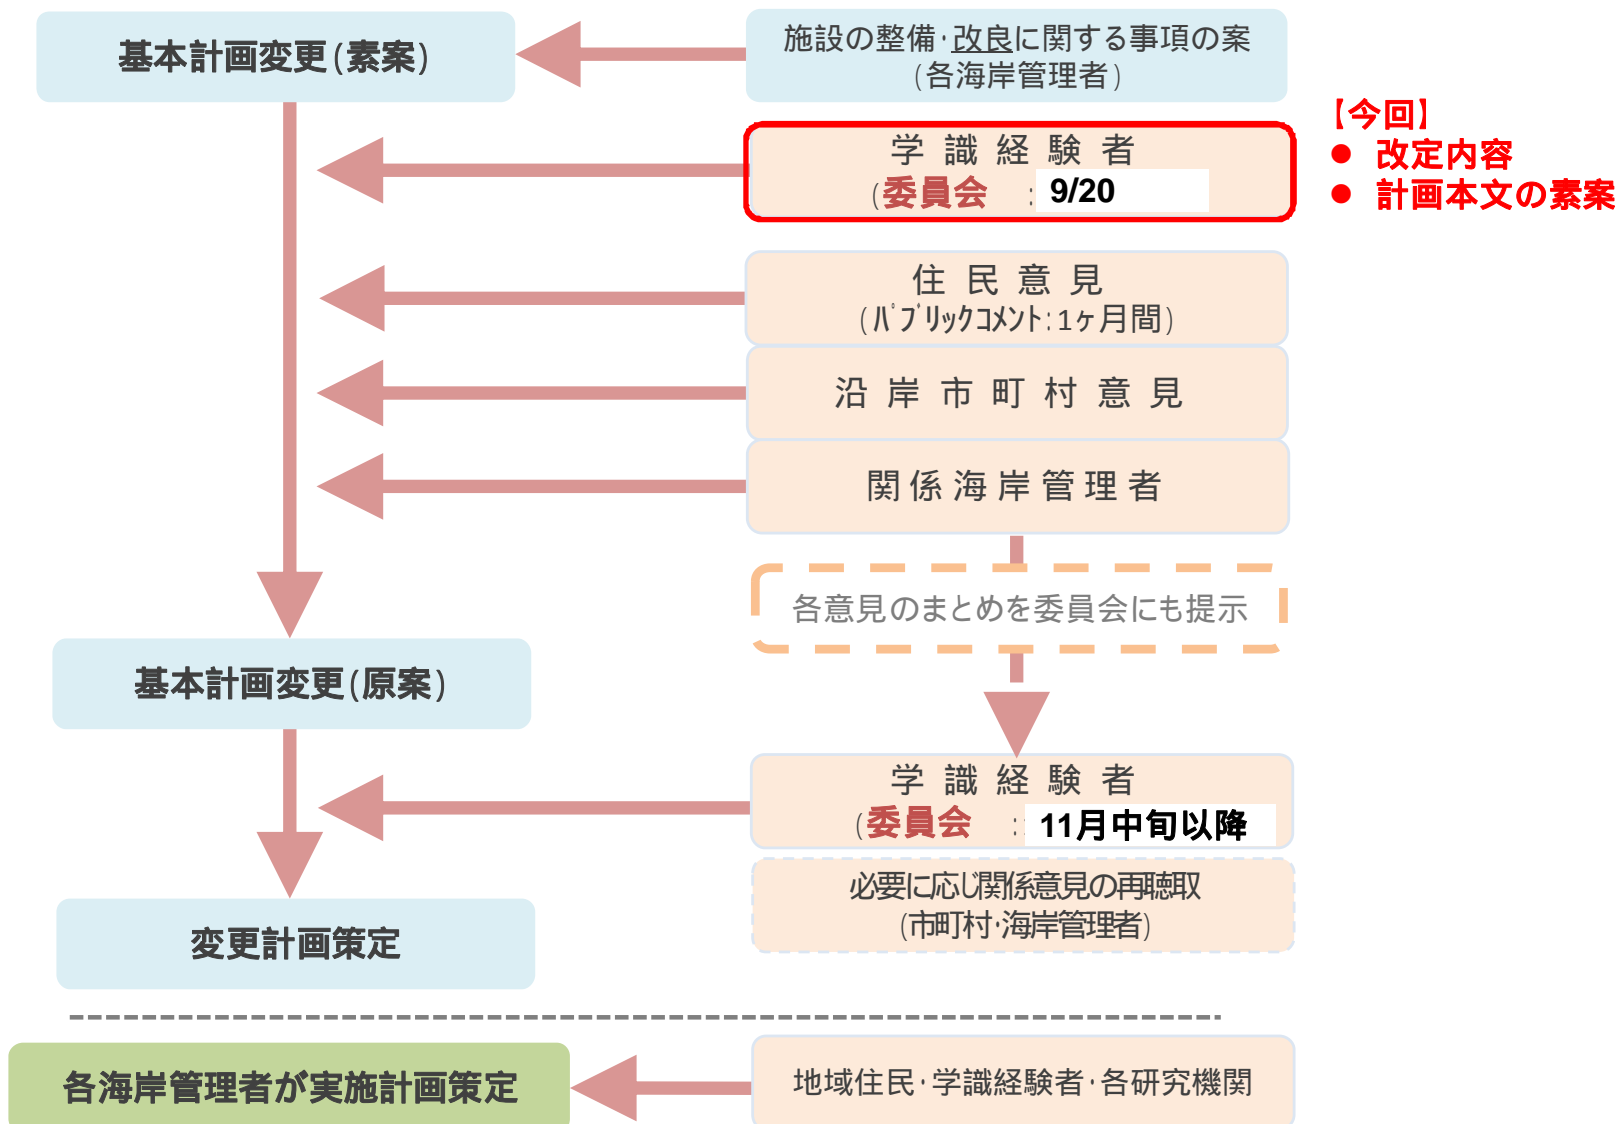 基本計画変更(素案)
施設の整備・改良に関する事項の案
(各海岸管理者)
学識経験者
(委員会 : 9/20
【今回】
● 改定内容
● 計画本文の素案
住民意見
(ﾊﾟﾌﾞﾘｯｸｺﾒﾝﾄ:1ヶ月間)
沿岸市町村意見
関係海岸管理者
各意見のまとめを委員会にも提示
基本計画変更(原案)
学識経験者
(委員会 : 11月中旬以降
必要に応じ関係意見の再聴取
(市町村・海岸管理者)
変更計画策定
各海岸管理者が実施計画策定
地域住民・学識経験者・各研究機関